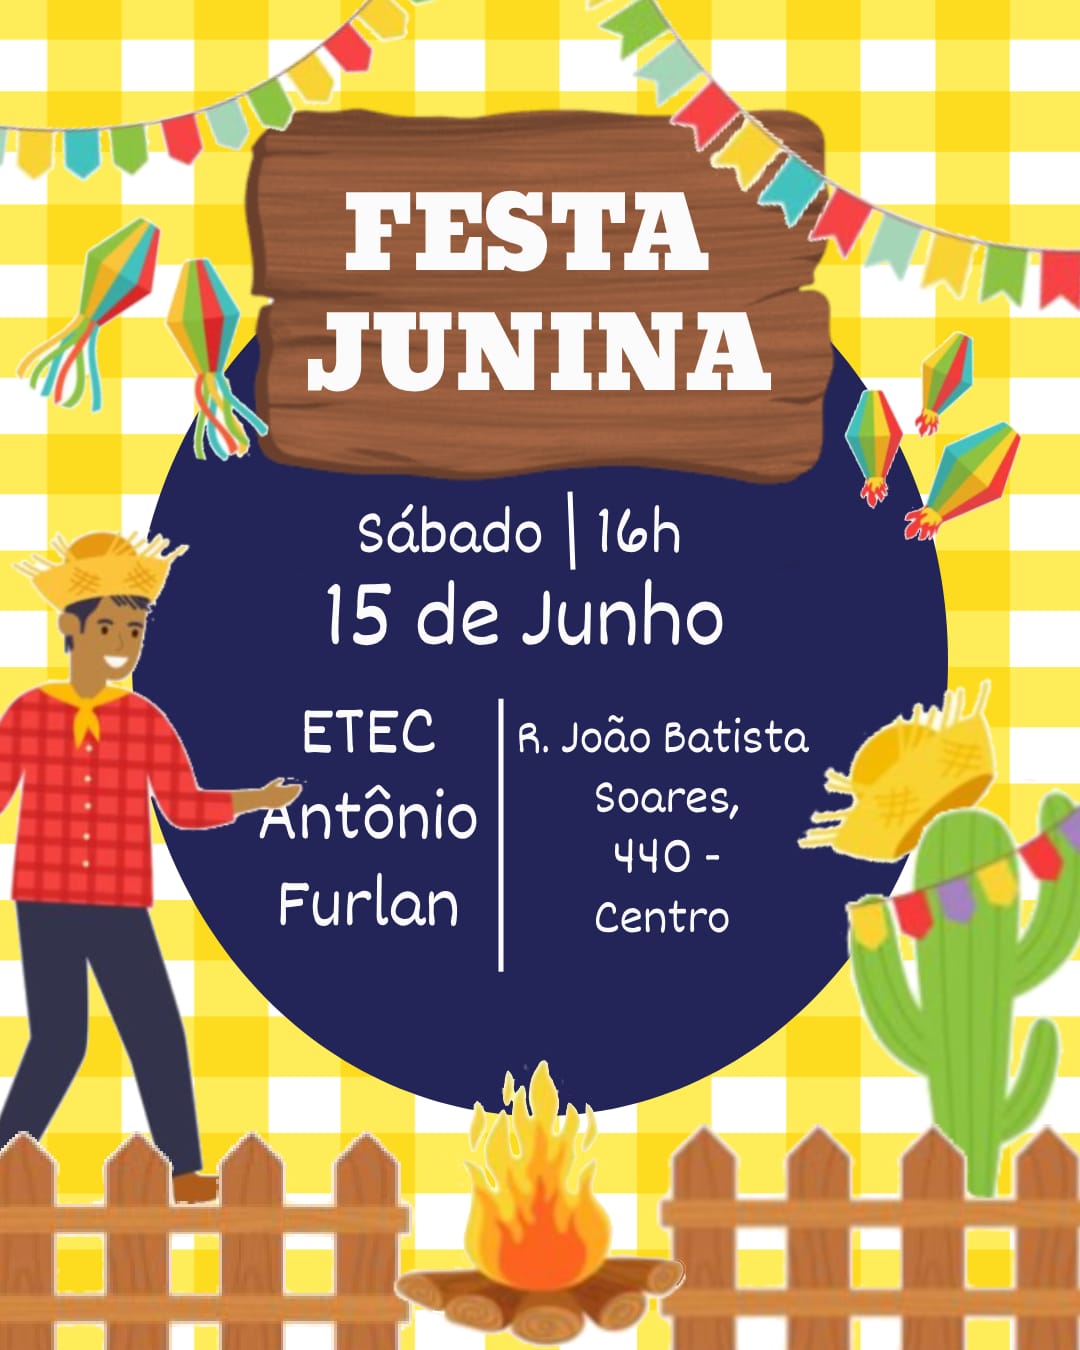 FESTA
JUNINA
Sábado | 16h
15 de Junho
ETEC
Antônio
Furlan
R. João Batista
Soares,
440 -
Centro